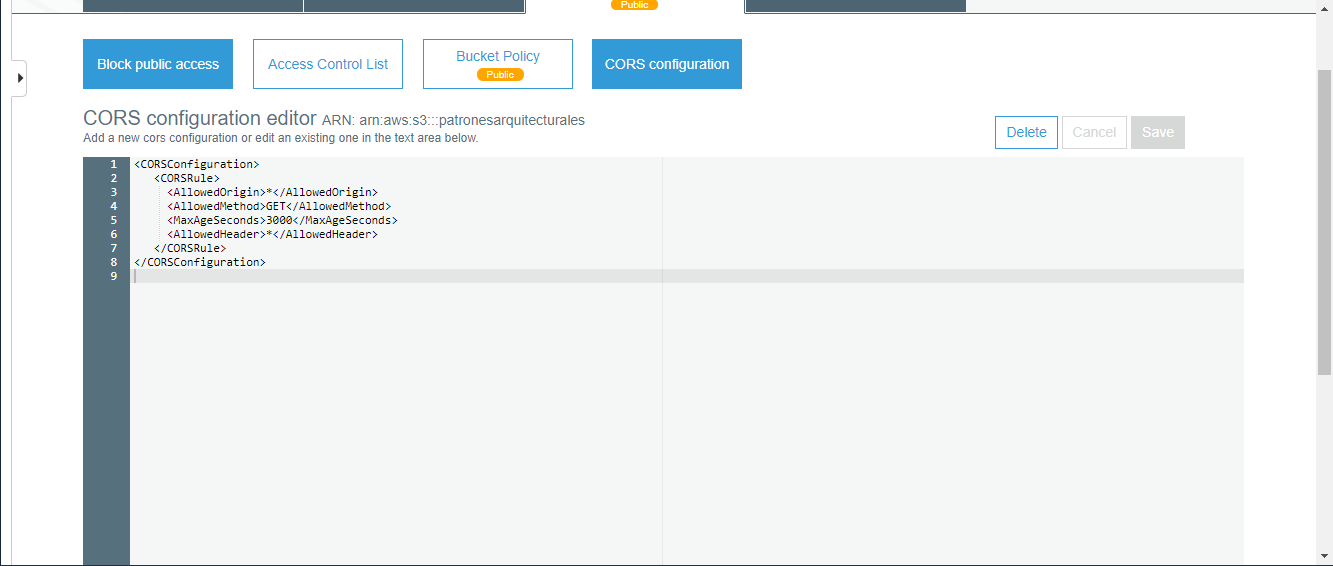 Public
Block public access
Access Control List
Bucket Policy
Public
CORS configuration
CORS configuration editor ARN: arn:aws:s3:::patronesarquitecturales
Add a new cors configuration or edit an existing one in the text area below.
Delete
Cancel
Save
1 <CORSConfiguration>
2 <CORSRule>
3 <AllowedOrigin>*</AllowedOrigin>
4 <AllowedMethod>GET</AllowedMethod>
5 <MaxAgeSeconds>3000</MaxAgeSeconds>
6 <AllowedHeader>*</AllowedHeader>
7 </CORSRule>
8 </CORSConfiguration>
9